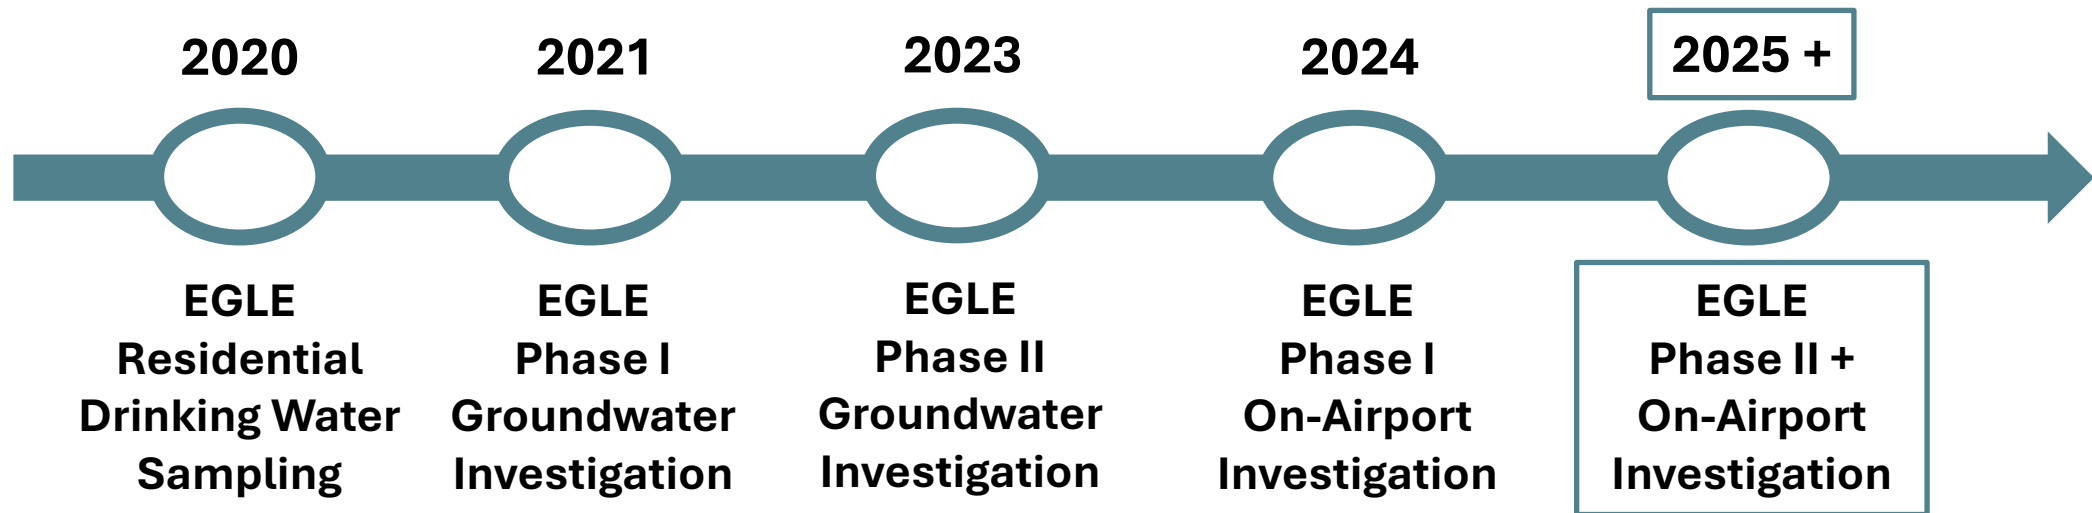 2020
EGLE
Residential
Drinking Water
Sampling
2021
EGLE
Phase I
Groundwater
Investigation
2023
EGLE
Phase II
Groundwater
Investigation
2024
EGLE
Phase I
On-Airport
Investigation
2025 +
EGLE
Phase II +
On-Airport
Investigation